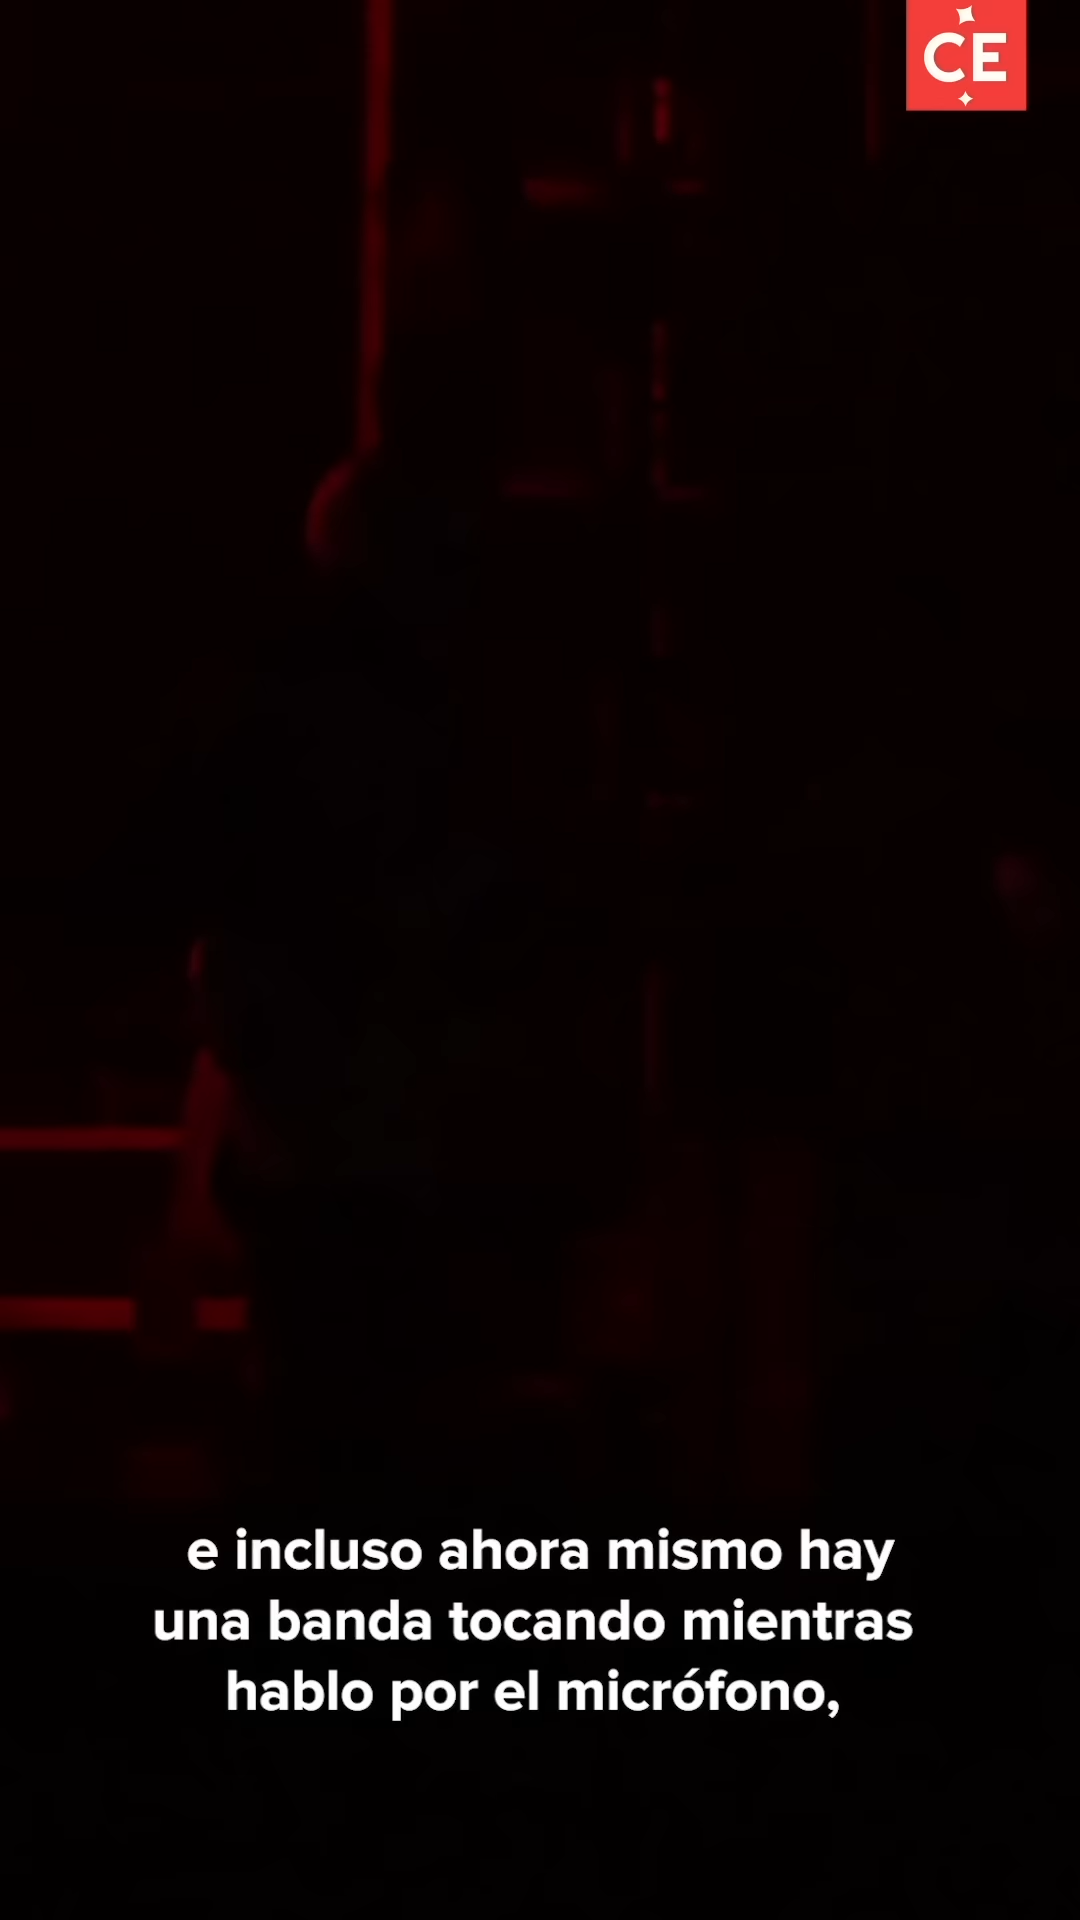 CE
e incluso ahora mismo hay
una banda tocando mientras
hablo por el micrófono,